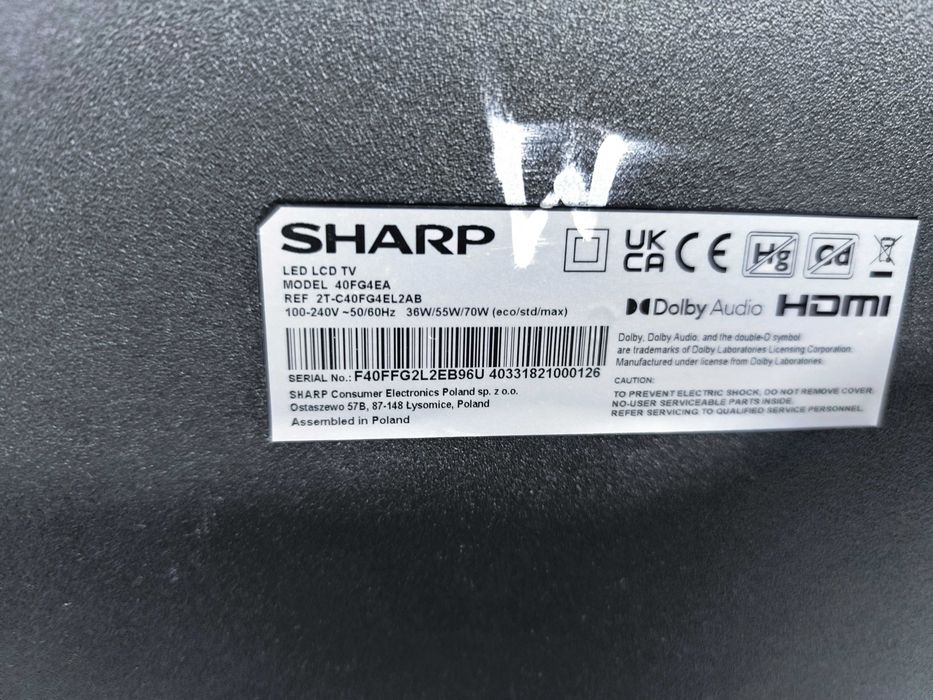 W
SHARP
LED LCD TV
MODEL 40FG4EA
REF 2T-C40FG4EL2AB
100-240V ~50/60Hz 36W/55W/70W (eco/std/max)
SERIAL No.: F40FFG2L2EB96U 40331821000126
SHARP Consumer Electronics Poland sp. z o.o.
Ostaszewo 57B, 87-148 Łysomice, Poland
Assembled in Poland
UK
CA CE Hg Cd
Dolby Audio HDMI
Dolby, Dolby Audio, and the double-D symbol
are trademarks of Dolby Laboratories Licensing Corporation.
Manufactured under license from Dolby Laboratories.
CAUTION:
TO PREVENT ELECTRIC SHOCK, DO NOT REMOVE COVER.
NO-USER SERVICEABLE PARTS INSIDE.
REFER SERVICING TO QUALIFIED SERVICE PERSONNEL.